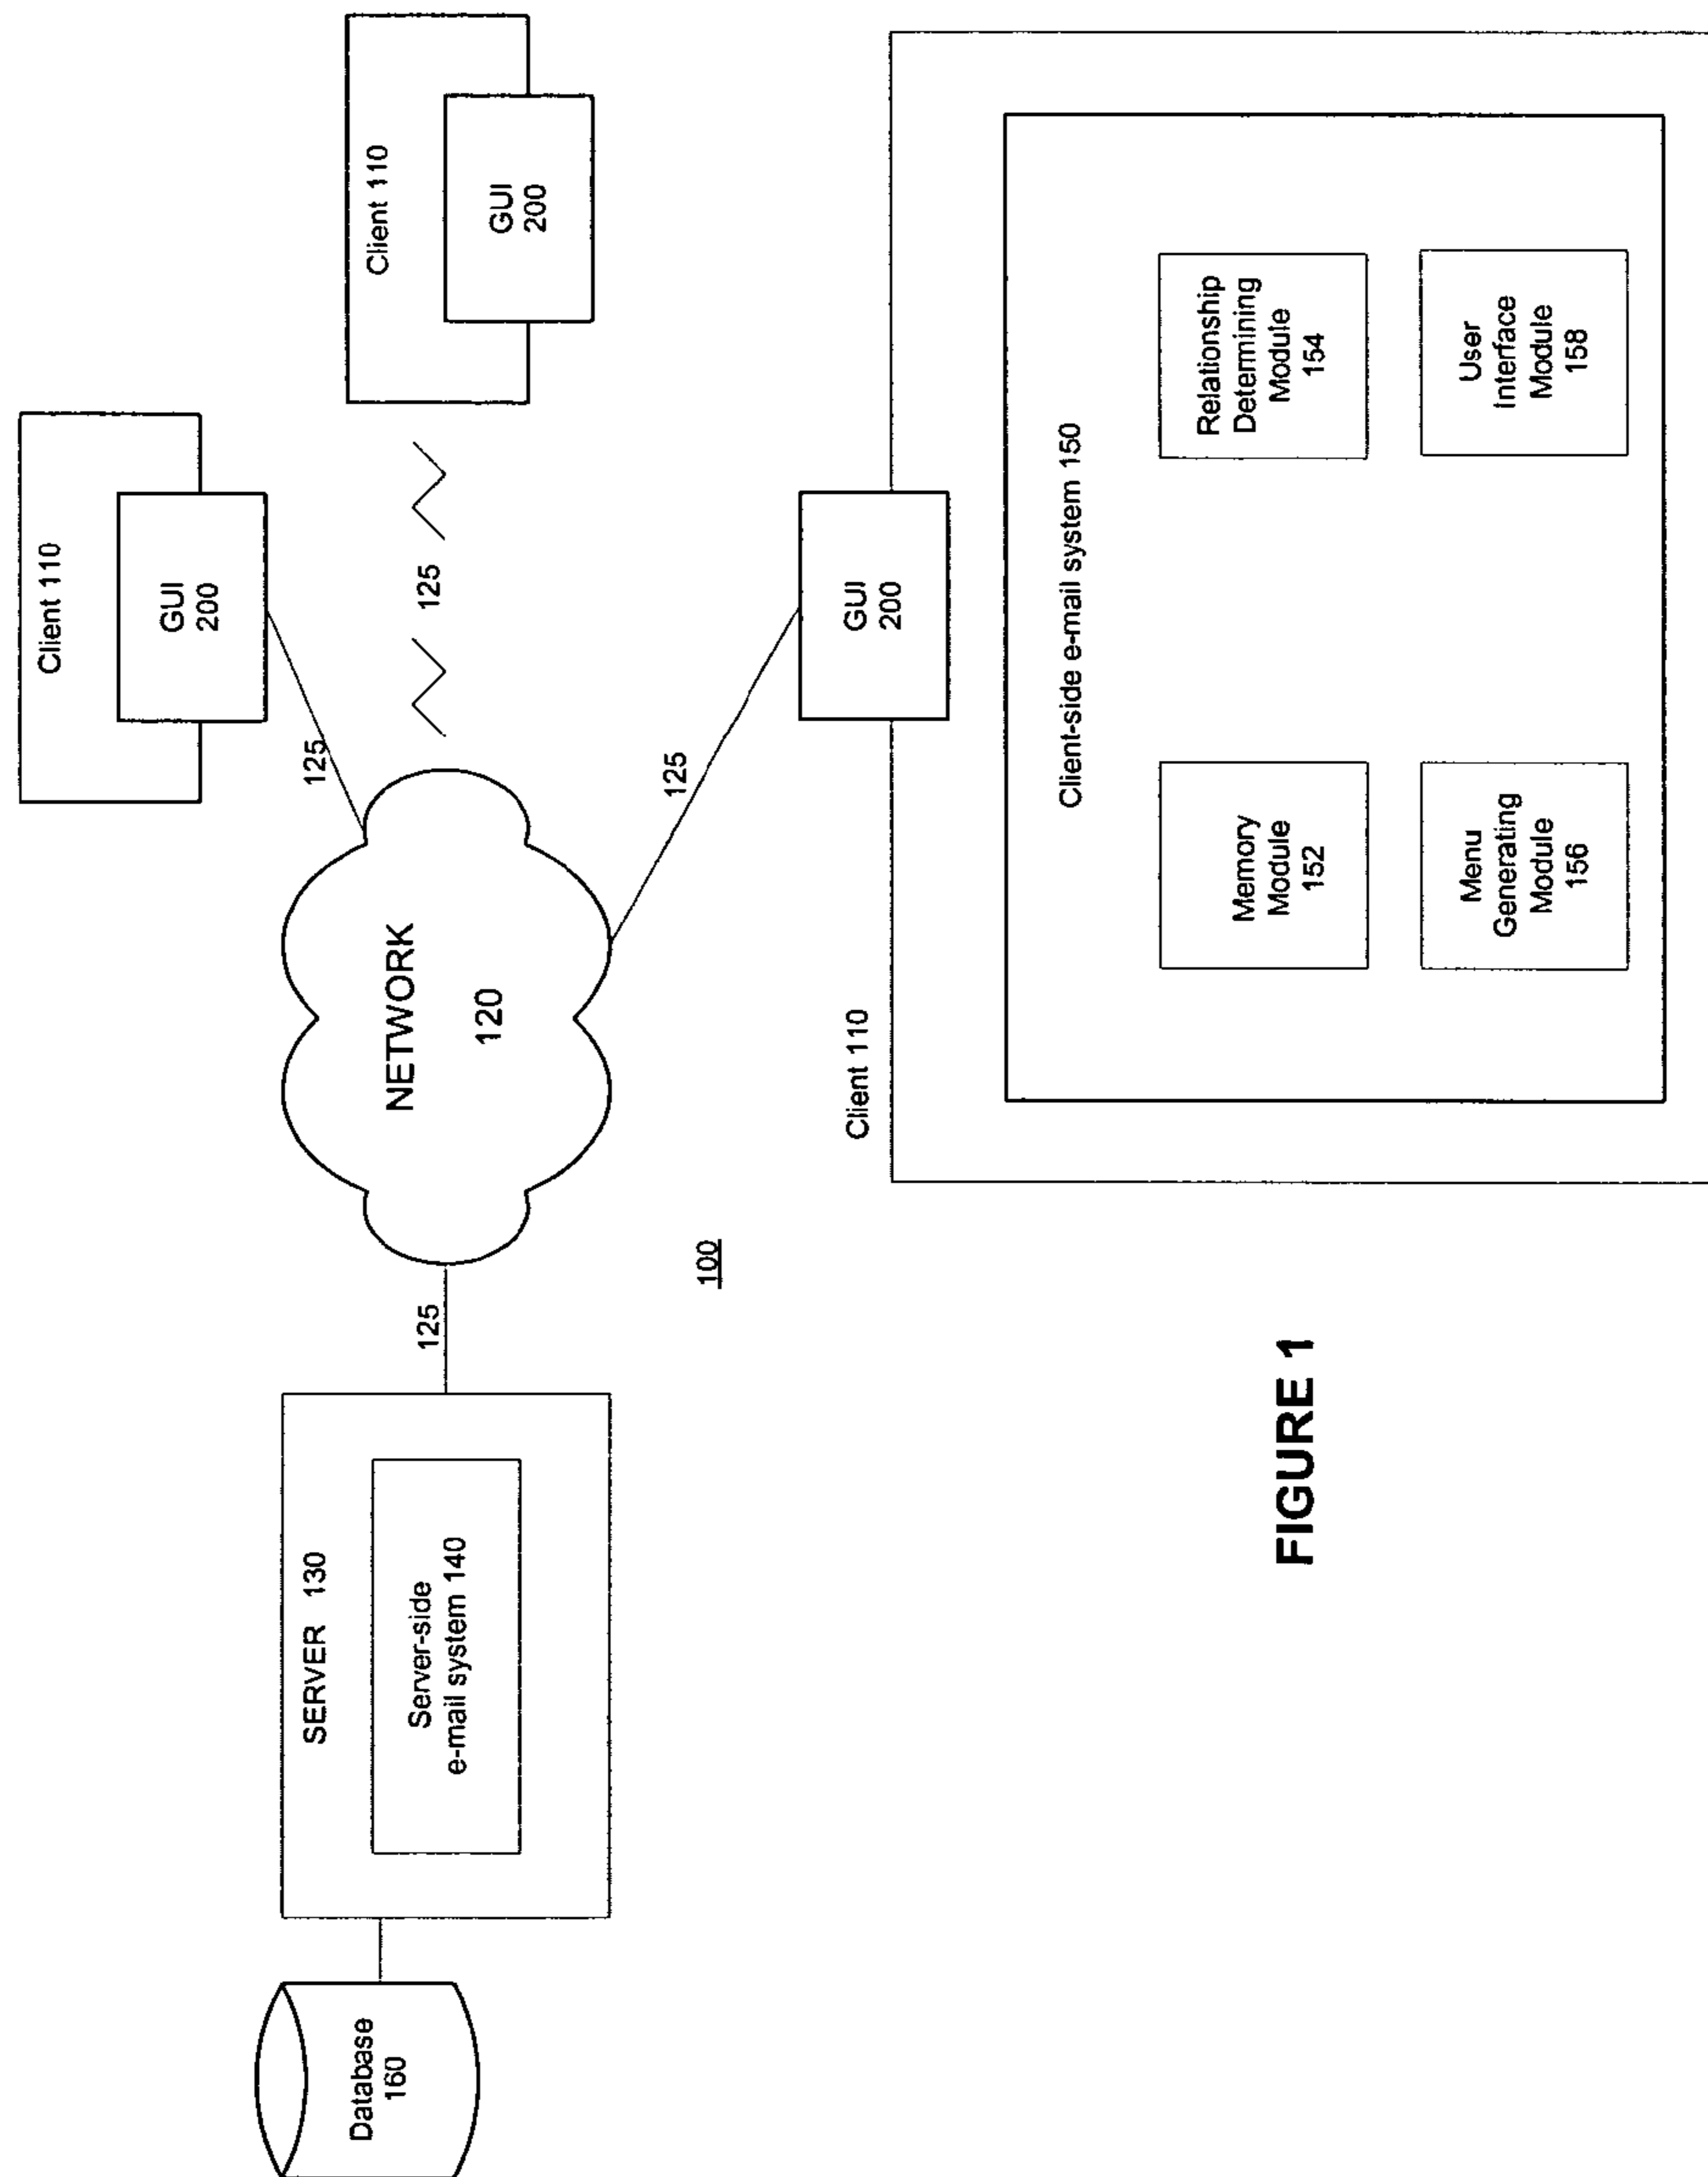 Client 110
GUI
200
125
Client 110
GUI
200
125
NETWORK
120
125
SERVER 130
Server-side
e-mail system 140
Database
160
125
GUI
200
100
Client 110
Client-side e-mail system 150
Memory
Module
152
Relationship
Determining
Module
154
Menu
Generating
Module
156
User
Interface
Module
158
FIGURE 1